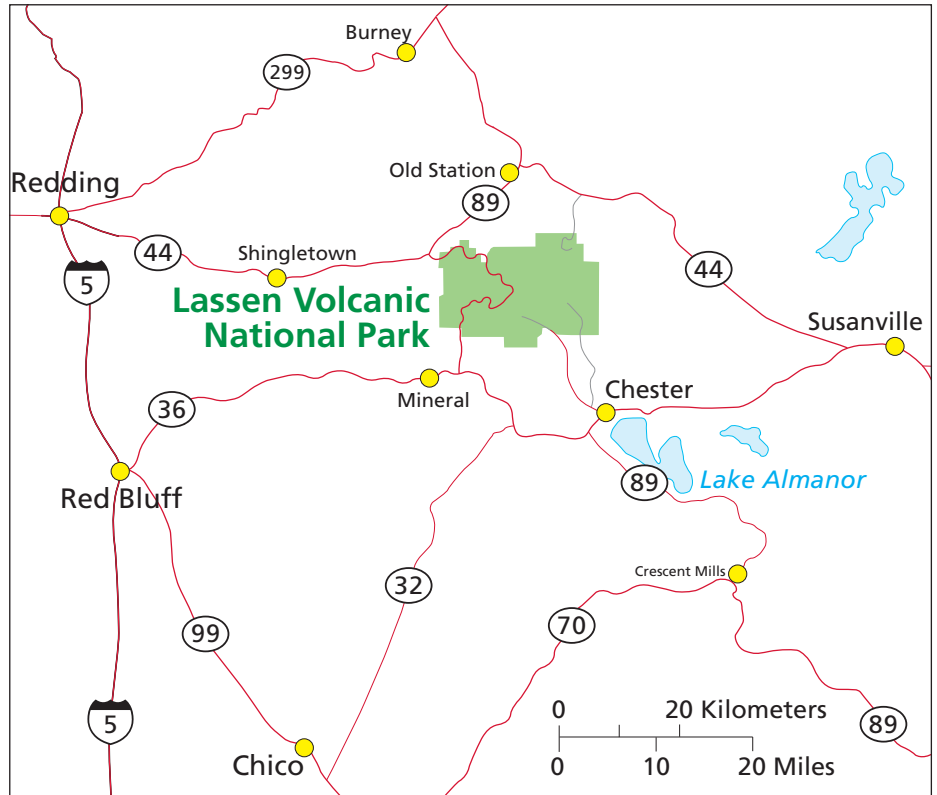 Burney
299
Old Station
Redding
89
44
Shingletown
44
5
Lassen Volcanic
National Park
Susanville
Chester
Mineral
36
Lake Almanor
89
Red Bluff
Crescent Mills
32
70
99
0 20 Kilometers
5
89
Chico
0 10 20 Miles